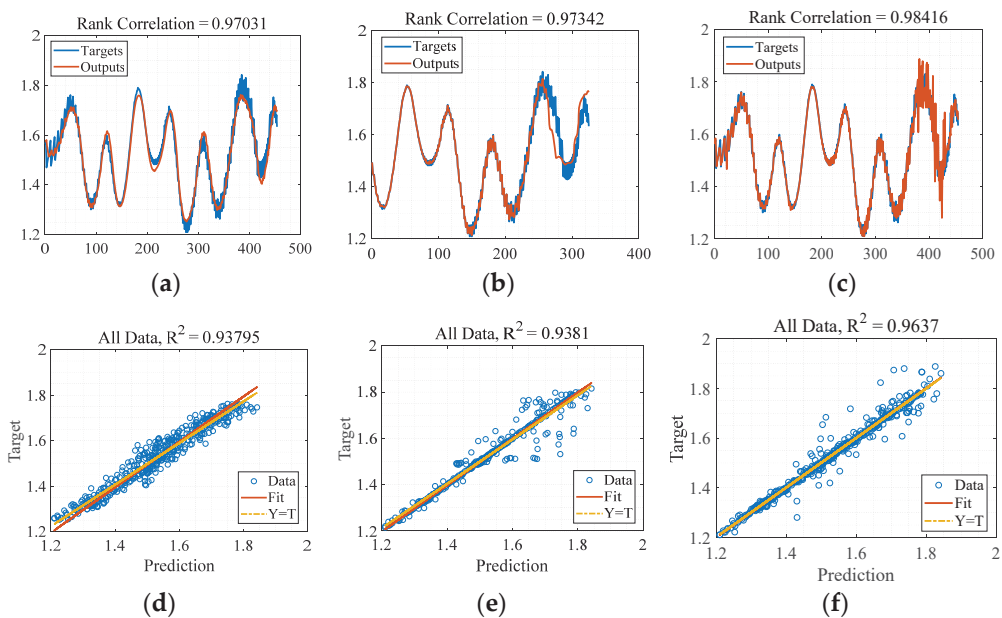 Rank Correlation = 0.97031
2
1.8
1.6
1.4
1.2
0
100
200
300
400
500
Targets
Outputs
(a)
Rank Correlation = 0.97342
2
1.8
1.6
1.4
1.2
0
100
200
300
400
Targets
Outputs
(b)
Rank Correlation = 0.98416
2
1.8
1.6
1.4
1.2
0
100
200
300
400
500
Targets
Outputs
(c)
All Data, R² = 0.93795
Target
2
1.8
1.6
1.4
1.2
1.2
1.4
1.6
1.8
2
Data
Fit
Y=T
Prediction
(d)
All Data, R² = 0.9381
Target
2
1.8
1.6
1.4
1.2
1.2
1.4
1.6
1.8
2
Data
Fit
Y=T
Prediction
(e)
All Data, R² = 0.9637
Target
2
1.8
1.6
1.4
1.2
1.2
1.4
1.6
1.8
2
Data
Fit
Y=T
Prediction
(f)